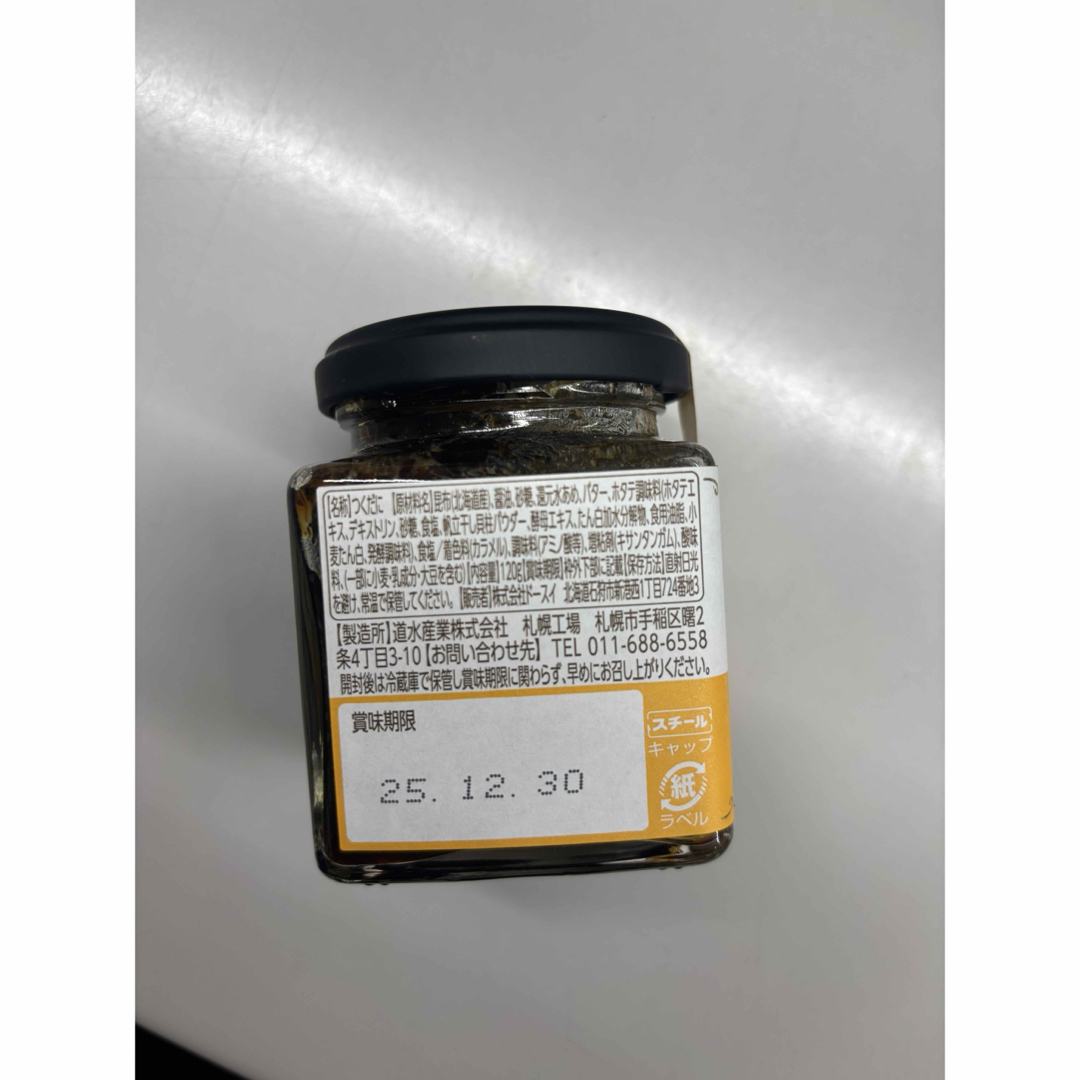 【名称】つくだに 【原材料名】昆布(北海道産)、醤油、砂糖、還元水あめ、バター、ホタテ調味料(ホタテエ
キス、デキストリン、砂糖、食塩、帆立干し貝柱パウダー、酵母エキス、たん白加水分解物、食用油脂、小
麦たん白、発酵調味料)、食塩/着色料(カラメル)、調味料(アミノ酸等)、増粘剤(キサンタンガム)、酸味
料、(一部に小麦・乳成分・大豆を含む)【内容量】120g【賞味期限】枠外下部に記載【保存方法】直射日光
を避け、常温で保管してください。【販売者】株式会社ドースイ 北海道石狩市新港西1丁目724番地3
【製造所】道水産業株式会社 札幌工場 札幌市手稲区曙2
条4丁目3-10【お問い合わせ先】 TEL 011-688-6558
開封後は冷蔵庫で保管し賞味期限に関わらず、早めにお召し上がりください。
賞味期限
25.12.30
スチール
キャップ
紙
ラベル